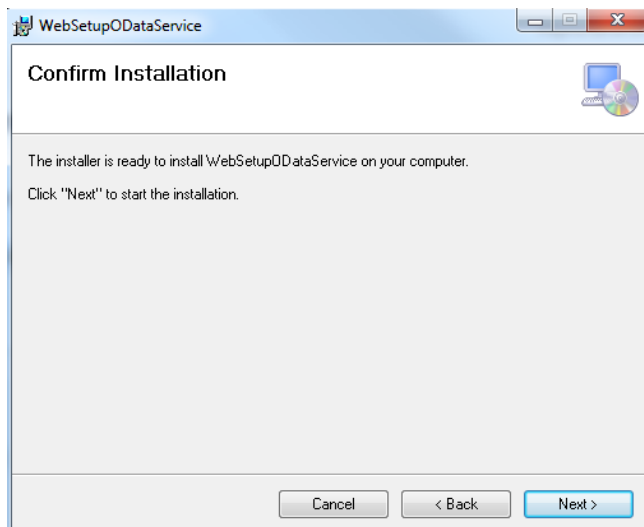 WebSetupODataService
Confirm Installation
The installer is ready to install WebSetupODataService on your computer.
Click "Next" to start the installation.
Cancel
< Back
Next >